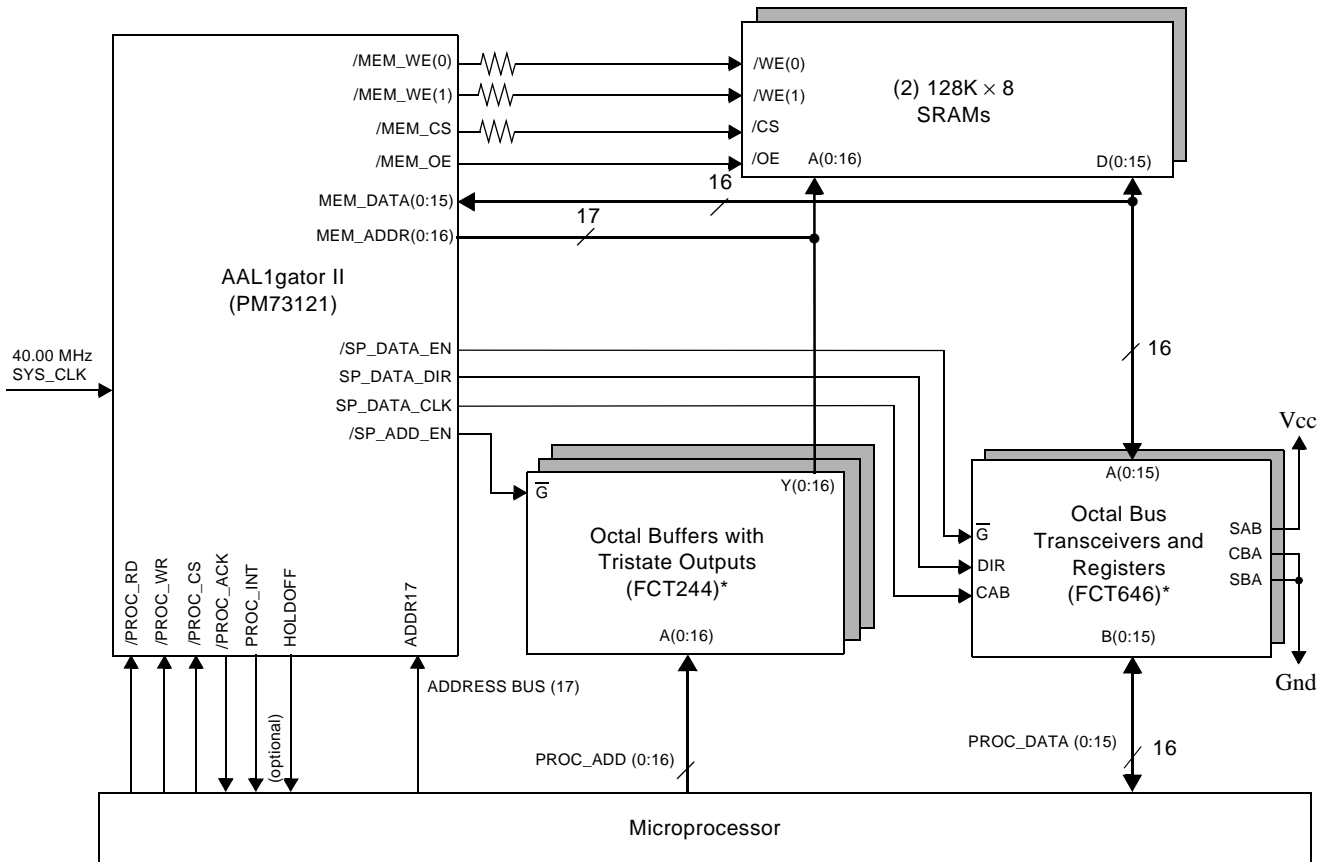 /MEM_WE(0)
/MEM_WE(1)
/MEM_CS
/MEM_OE
MEM_DATA(0:15)
MEM_ADDR(0:16)
AAL1gator II
(PM73121)
40.00 MHz
SYS_CLK
/SP_DATA_EN
SP_DATA_DIR
SP_DATA_CLK
/SP_ADD_EN
/PROC_RD
/PROC_WR
/PROC_CS
/PROC_ACK
PROC_INT
HOLDOFF
ADDR17
(optional)
ADDRESS BUS (17)
/WE(0)
/WE(1)
/CS
/OE
A(0:16)
D(0:15)
(2) 128K × 8
SRAMs
16
17
16
G
Y(0:16)
Octal Buffers with
Tristate Outputs
(FCT244)*
A(0:16)
A(0:15)
G
DIR
CAB
Octal Bus
Transceivers and
Registers
(FCT646)*
SAB
CBA
SBA
B(0:15)
Vcc
Gnd
PROC_ADD (0:16)
PROC_DATA (0:15)
16
Microprocessor